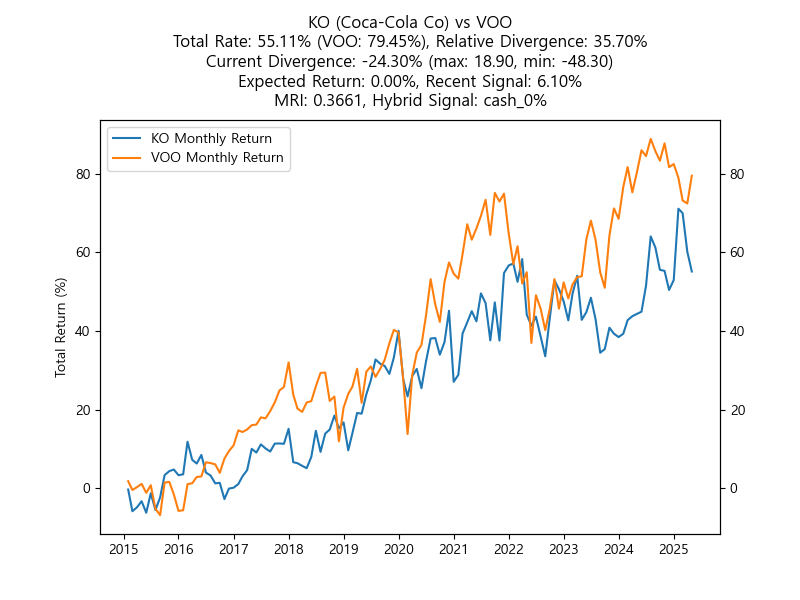 KO (Coca-Cola Co) vs VOO
Total Rate: 55.11% (VOO: 79.45%), Relative Divergence: 35.70%
Current Divergence: -24.30% (max: 18.90, min: -48.30)
Expected Return: 0.00%, Recent Signal: 6.10%
MRI: 0.3661, Hybrid Signal: cash_0%
KO Monthly Return
VOO Monthly Return
Total Return (%)
80
60
40
20
0
80
60
40
20
0
2015 2016 2017 2018 2019 2020 2021 2022 2023 2024 2025